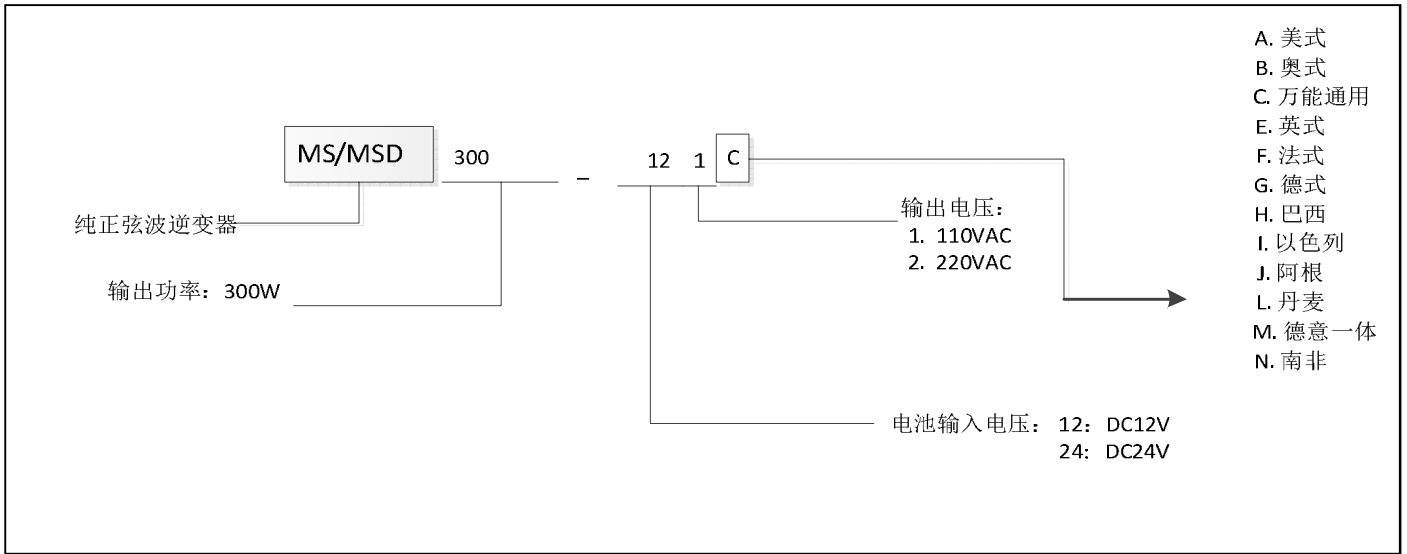 MS/MSD 300 – 12 1 C
纯正弦波逆变器
输出功率：300W
输出电压：
1. 110VAC
2. 220VAC
电池输入电压： 12： DC12V
24： DC24V
A. 美式
B. 奥式
C. 万能通用
E. 英式
F. 法式
G. 德式
H. 巴西
I. 以色列
J. 阿根
L. 丹麦
M. 德意一体
N. 南非